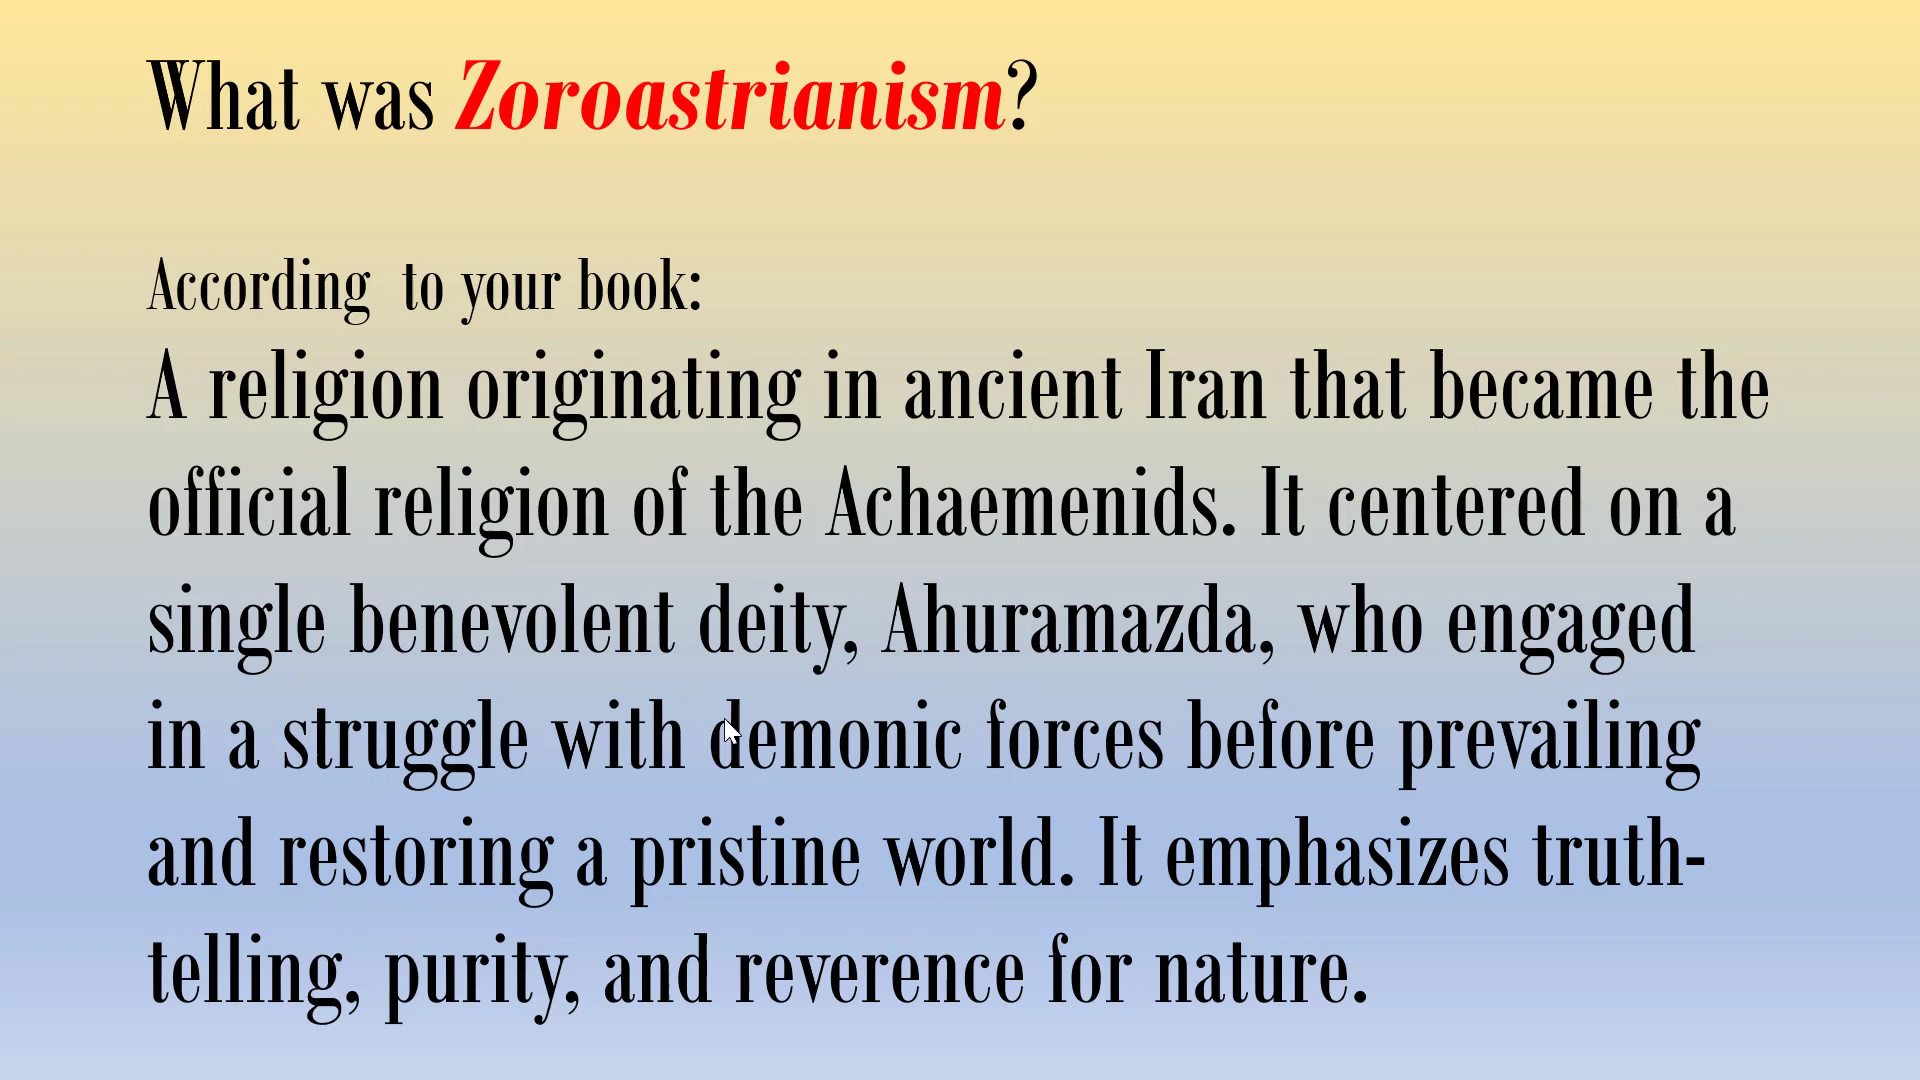 What was Zoroastrianism?
According  to your book:
A religion originating in ancient Iran that became the
official religion of the Achaemenids. It centered on a
single benevolent deity, Ahuramazda, who engaged
in a struggle with demonic forces before prevailing
and restoring a pristine world. It emphasizes truth-
telling, purity, and reverence for nature.